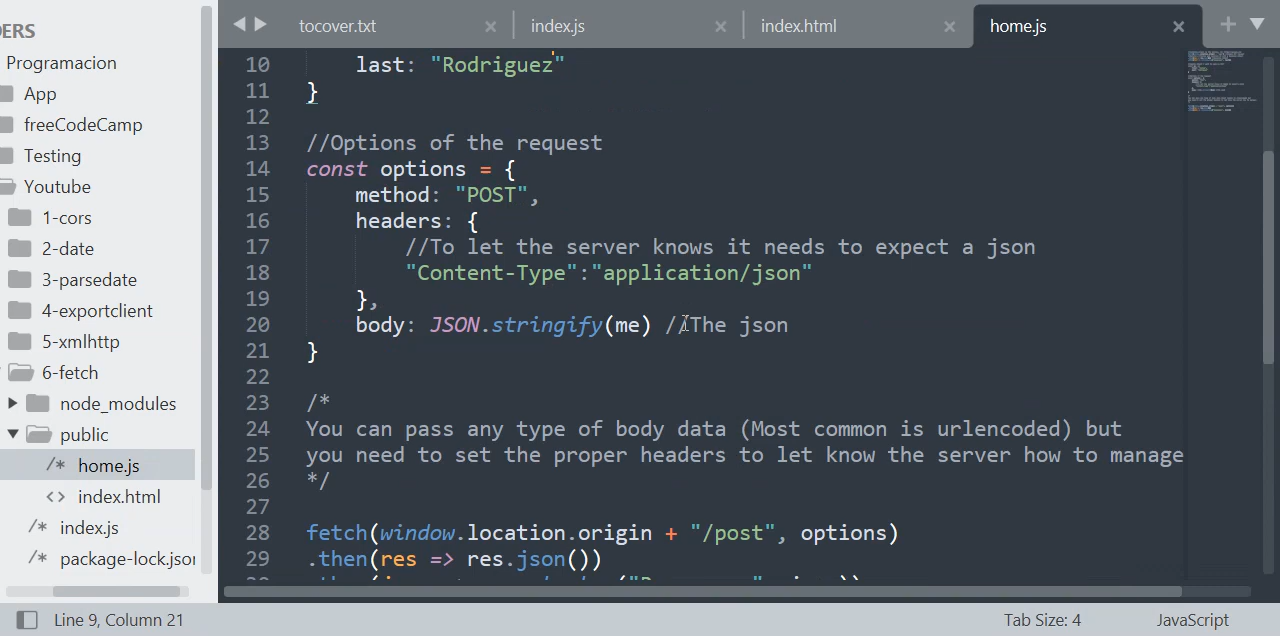 DERS
Programacion
App
freeCodeCamp
Testing
Youtube
1-cors
2-date
3-parsedate
4-exportclient
5-xmlhttp
6-fetch
node_modules
public
/* home.js
<> index.html
/* index.js
/* package-lock.json
tocover.txt ×
index.js ×
index.html ×
home.js ×
+
10 last: "Rodriguez"
11 }
12
13 //Options of the request
14 const options = {
15 method: "POST",
16 headers: {
17 //To let the server knows it needs to expect a json
18 "Content-Type":"application/json"
19 },
20 body: JSON.stringify(me) //The json
21 }
22
23 /*
24 You can pass any type of body data (Most common is urlencoded) but
25 you need to set the proper headers to let know the server how to manage
26 */
27
28 fetch(window.location.origin + "/post", options)
29 .then(res => res.json())
Line 9, Column 21
Tab Size: 4
JavaScript